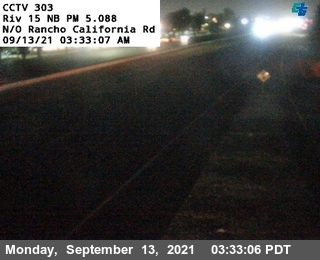 CCTV 303
Riv 15 NB PM 5.088
N/O Rancho California Rd
09/13/21 03:33:07 AM
Monday, September 13, 2021 03:33:06 PDT